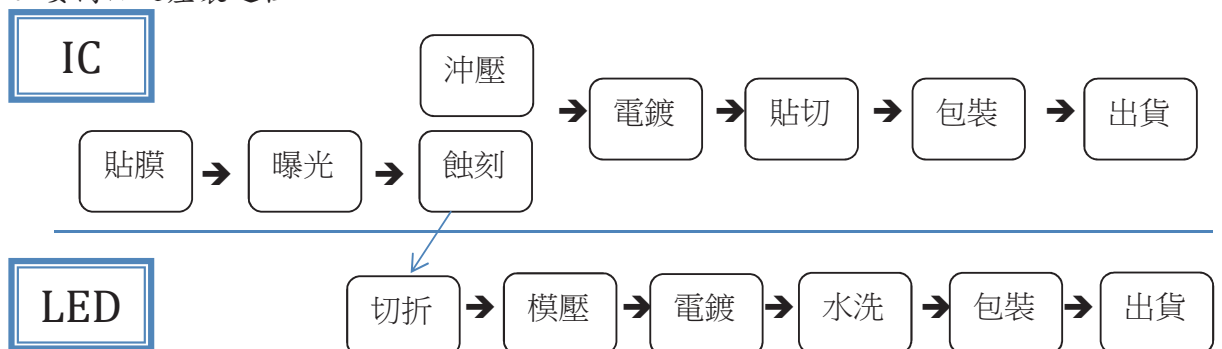 IC
沖壓
➔ 電鍍 ➔ 貼切 ➔ 包裝 ➔ 出貨
貼膜 ➔ 曝光 ➔ 蝕刻
LED
切折 ➔ 模壓 ➔ 電鍍 ➔ 水洗 ➔ 包裝 ➔ 出貨